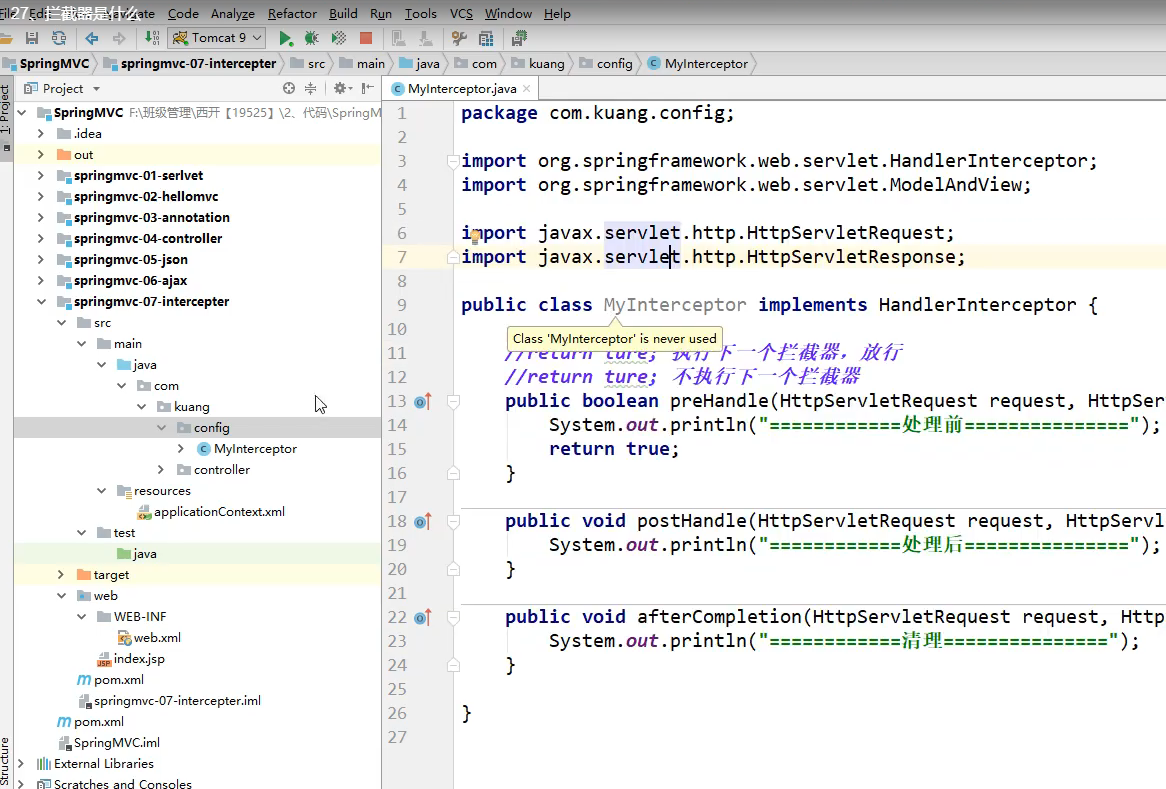 27、拦截器是什么
Navigate Code Analyze Refactor Build Run Tools VCS Window Help
Tomcat 9
SpringMVC springmvc-07-intercepter src main java com kuang config MyInterceptor
Project
MyInterceptor.java
1: Project
Structure
SpringMVC F:\班级管理\西开【19525】\2、代码\SpringM
.idea
out
springmvc-01-serlvet
springmvc-02-hellomvc
springmvc-03-annotation
springmvc-04-controller
springmvc-05-json
springmvc-06-ajax
springmvc-07-intercepter
src
main
java
com
kuang
config
MyInterceptor
controller
resources
applicationContext.xml
test
java
target
web
WEB-INF
web.xml
index.jsp
pom.xml
springmvc-07-intercepter.iml
pom.xml
SpringMVC.iml
External Libraries
Scratches and Consoles
1 package com.kuang.config;
2
3 import org.springframework.web.servlet.HandlerInterceptor;
4 import org.springframework.web.servlet.ModelAndView;
5
6 import javax.servlet.http.HttpServletRequest;
7 import javax.servlet.http.HttpServletResponse;
8
9 public class MyInterceptor implements HandlerInterceptor {
10
Class 'MyInterceptor' is never used
11 //return ture; 执行下一个拦截器，放行
12 //return ture; 不执行下一个拦截器
13 public boolean preHandle(HttpServletRequest request, HttpSer
14 System.out.println("============处理前===============");
15 return true;
16 }
17
18 public void postHandle(HttpServletRequest request, HttpServl
19 System.out.println("============处理后===============");
20 }
21
22 public void afterCompletion(HttpServletRequest request, Http
23 System.out.println("============清理===============");
24 }
25
26 }
27